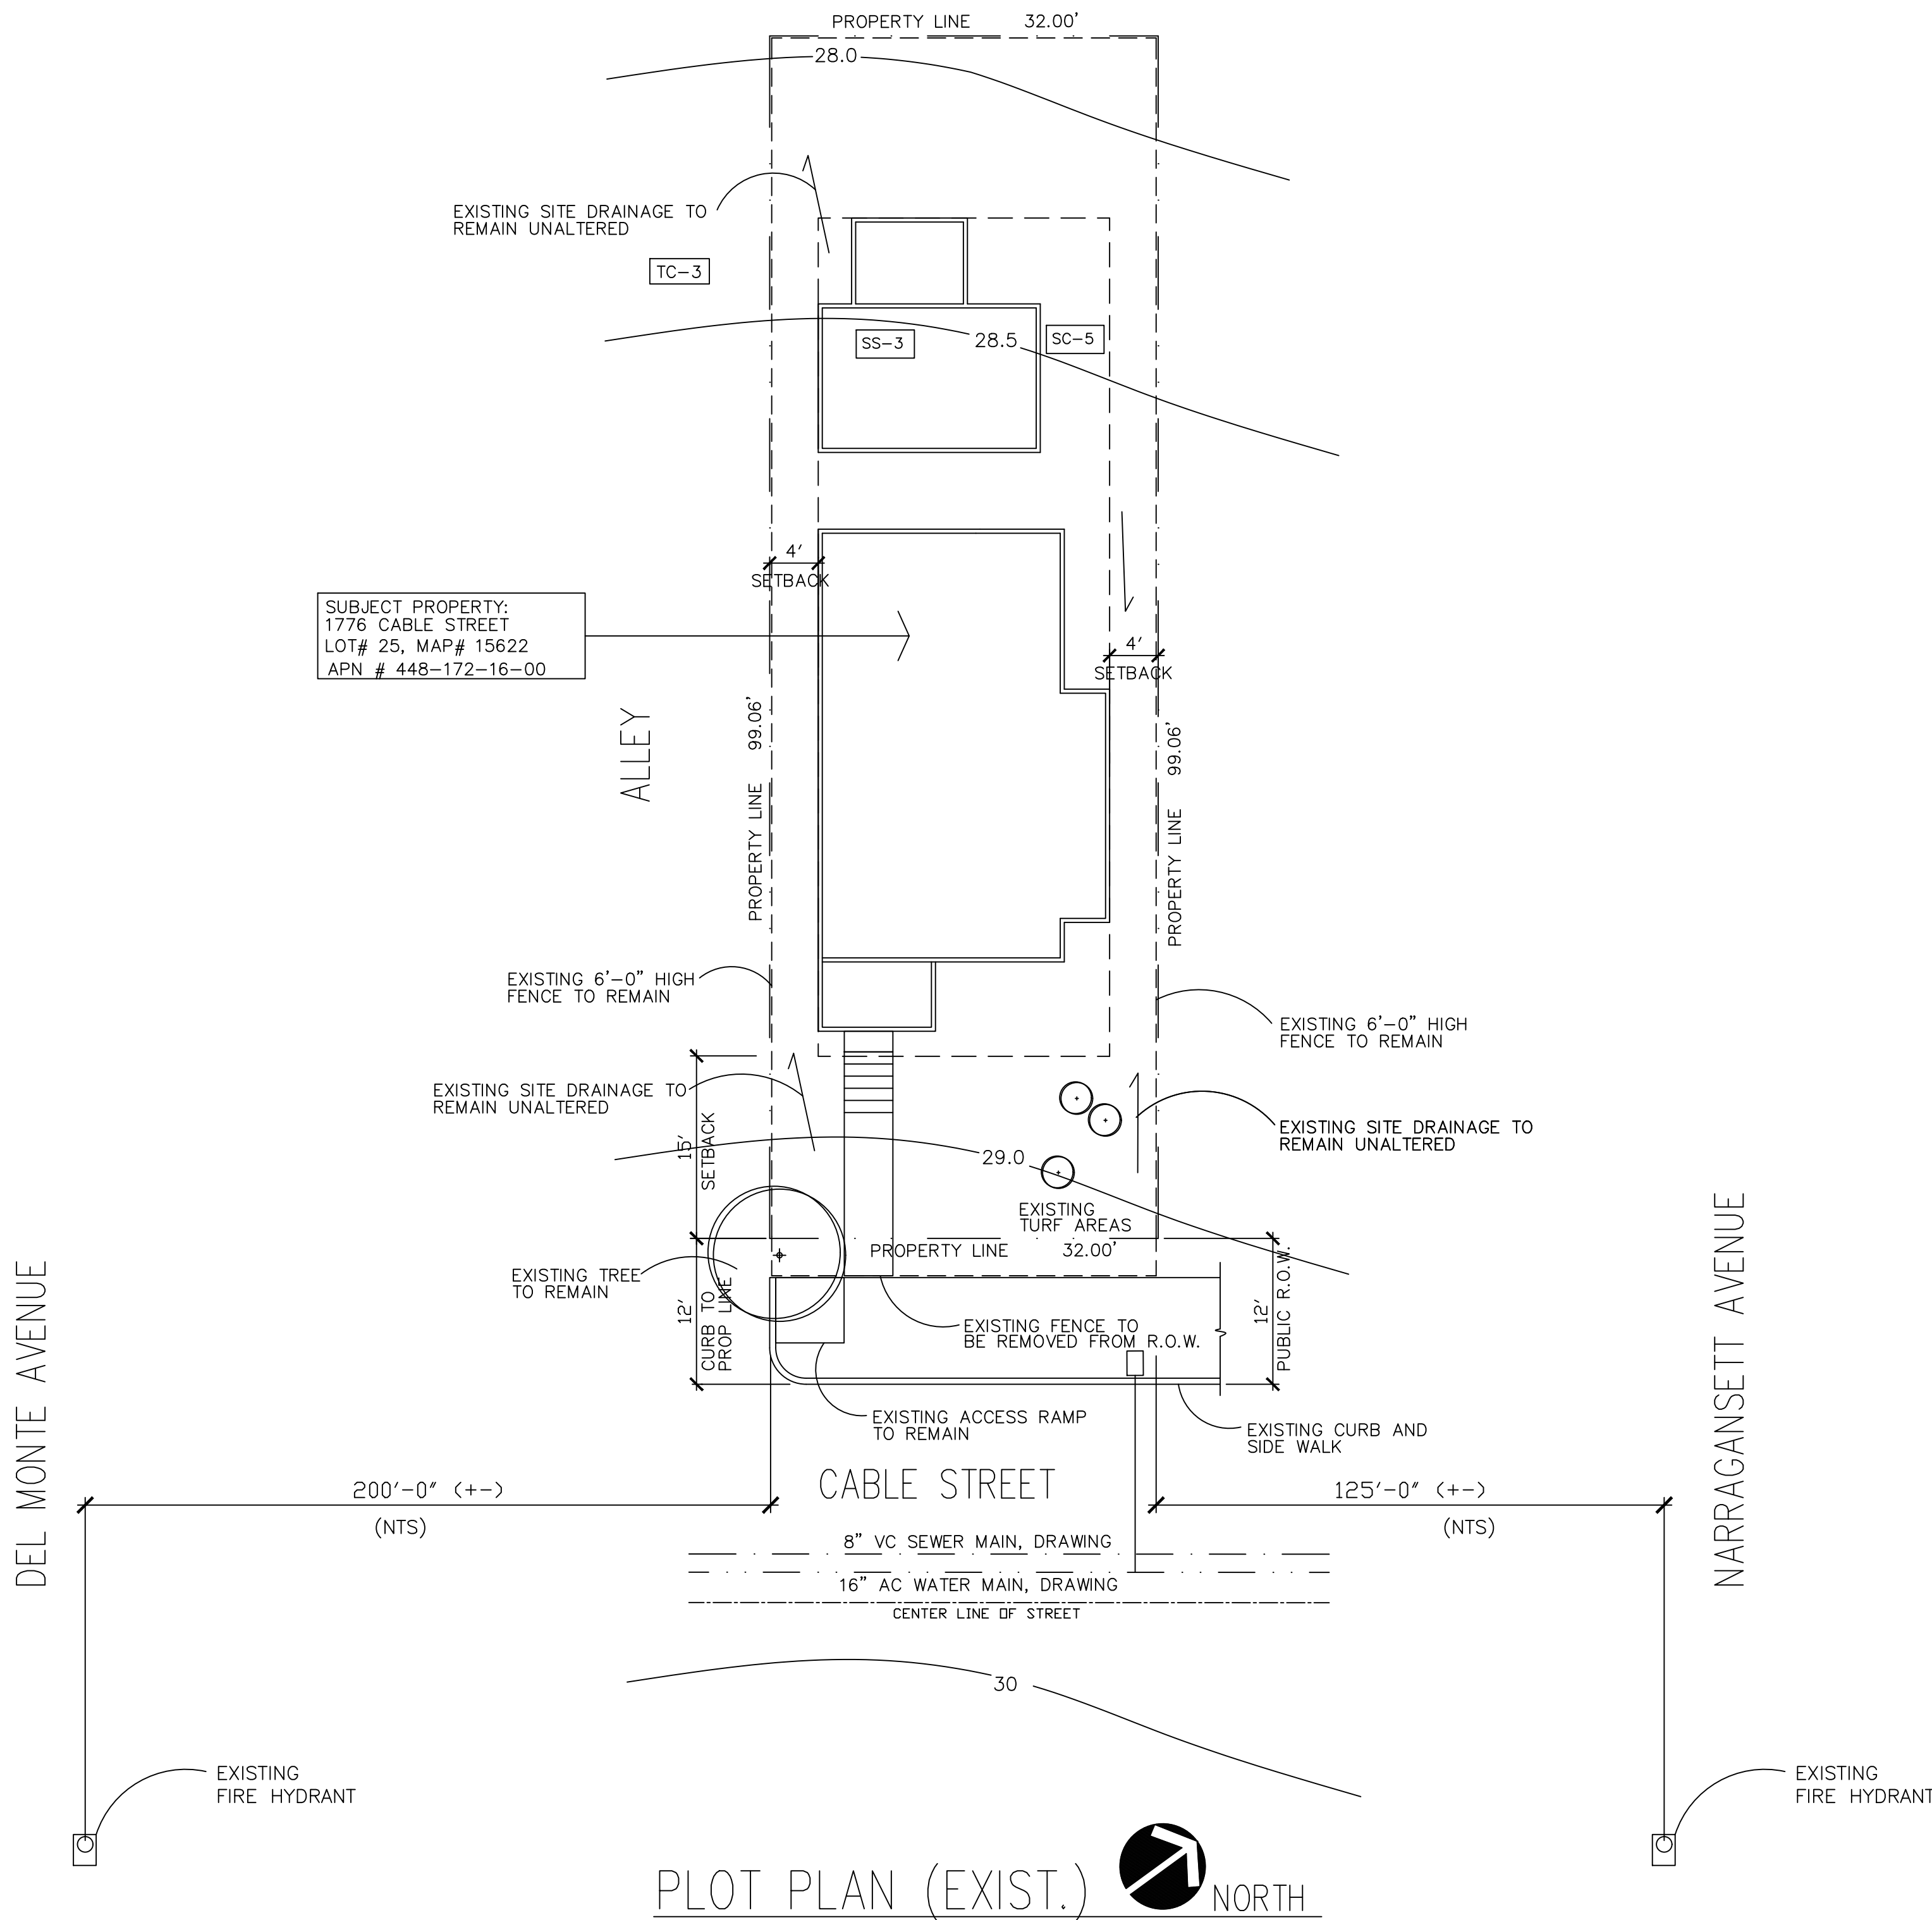 PROPERTY LINE 32.00'
28.0
EXISTING SITE DRAINAGE TO
REMAIN UNALTERED
TC-3
SS-3
28.5
SC-5
4'
SETBACK
SUBJECT PROPERTY:
1776 CABLE STREET
LOT# 25, MAP# 15622
APN # 448-172-16-00
4'
SETBACK
ALLEY
PROPERTY LINE 99.06'
PROPERTY LINE 99.06'
EXISTING 6'-0" HIGH
FENCE TO REMAIN
EXISTING 6'-0" HIGH
FENCE TO REMAIN
EXISTING SITE DRAINAGE TO
REMAIN UNALTERED
15'
SETBACK
EXISTING SITE DRAINAGE TO
REMAIN UNALTERED
29.0
EXISTING
TURF AREAS
PROPERTY LINE 32.00'
EXISTING TREE
TO REMAIN
12'
CURB TO
PROP LINE
EXISTING FENCE TO
BE REMOVED FROM R.O.W.
12'
PUBLIC R.O.W.
EXISTING ACCESS RAMP
TO REMAIN
EXISTING CURB AND
SIDE WALK
DEL MONTE AVENUE
NARRAGANSETT AVENUE
200'-0" (+-)
(NTS)
CABLE STREET
125'-0" (+-)
(NTS)
8" VC SEWER MAIN, DRAWING
16" AC WATER MAIN, DRAWING
CENTER LINE OF STREET
30
EXISTING
FIRE HYDRANT
EXISTING
FIRE HYDRANT
PLOT PLAN (EXIST.)
NORTH